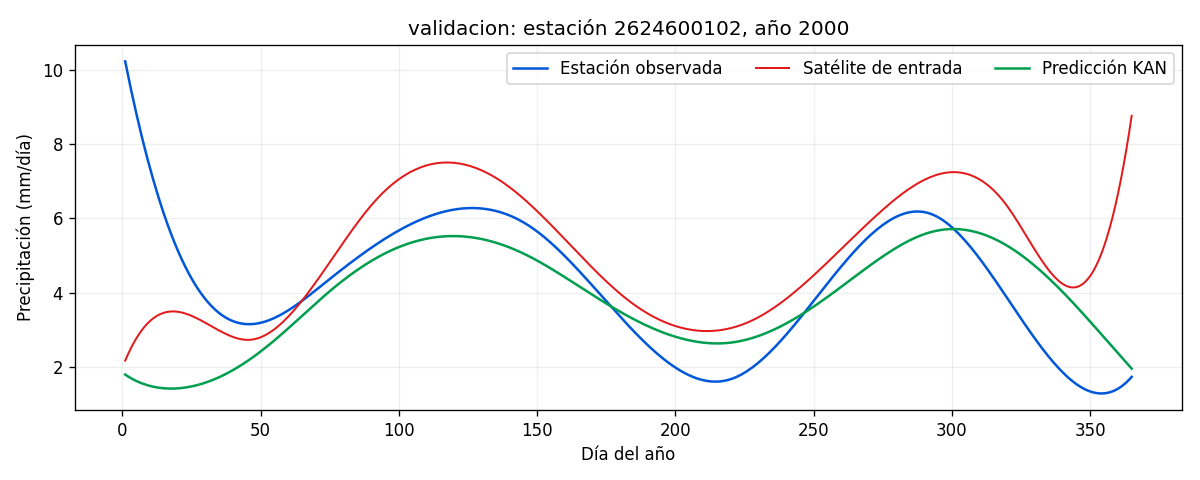 validacion: estación 2624600102, año 2000
Estación observada
Satélite de entrada
Predicción KAN
Precipitación (mm/día)
10
8
6
4
2
0
50
100
150
200
250
300
350
Día del año